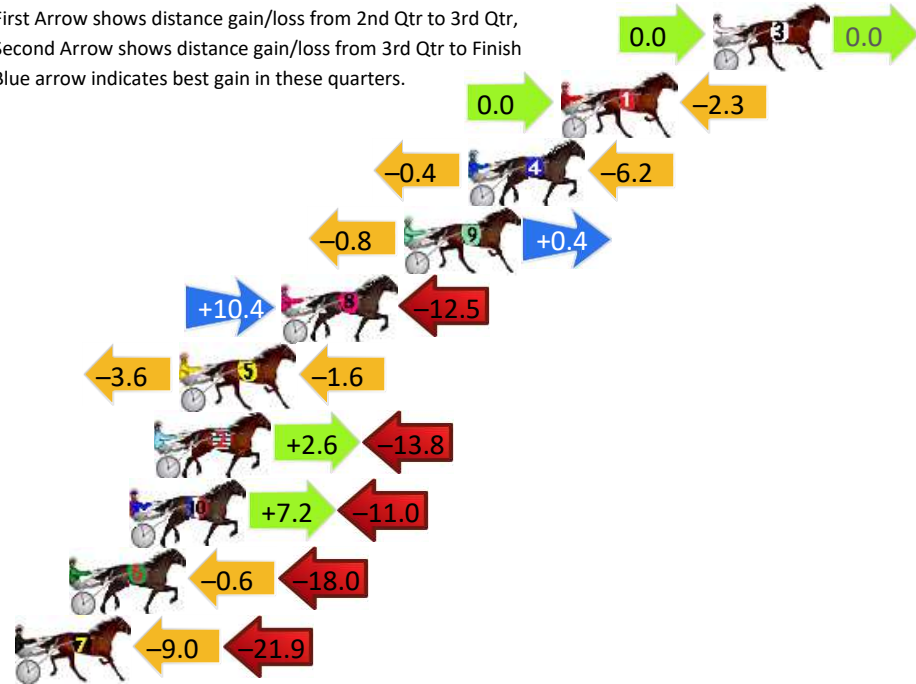 First Arrow shows distance gain/loss from 2nd Qtr to 3rd Qtr,
Second Arrow shows distance gain/loss from 3rd Qtr to Finish
Blue arrow indicates best gain in these quarters.
0.0 3 0.0
0.0 1 –2.3
–0.4 4 –6.2
–0.8 9 +0.4
+10.4 8 –12.5
–3.6 5 –1.6
2 +2.6 –13.8
10 +7.2 –11.0
6 –0.6 –18.0
7 –9.0 –21.9